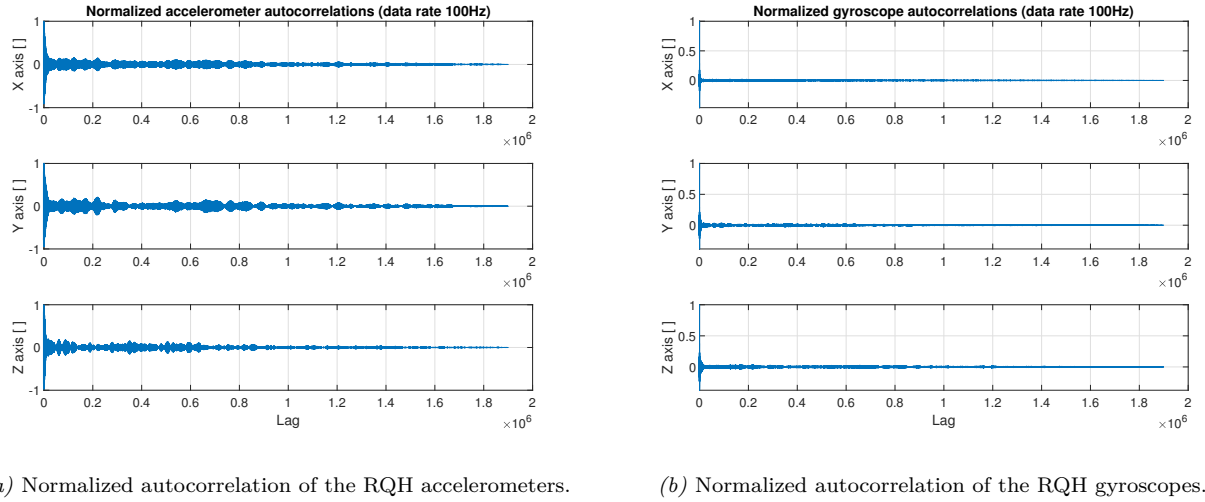 Normalized accelerometer autocorrelations (data rate 100Hz)
1
0
-1
X axis [ ]
0 0.2 0.4 0.6 0.8 1 1.2 1.4 1.6 1.8 2
×10^6
1
0
-1
Y axis [ ]
0 0.2 0.4 0.6 0.8 1 1.2 1.4 1.6 1.8 2
×10^6
1
0
-1
Z axis [ ]
0 0.2 0.4 0.6 0.8 1 1.2 1.4 1.6 1.8 2
Lag
×10^6
) Normalized autocorrelation of the RQH accelerometers.
Normalized gyroscope autocorrelations (data rate 100Hz)
1
0.5
0
X axis [ ]
0 0.2 0.4 0.6 0.8 1 1.2 1.4 1.6 1.8 2
×10^6
1
0.5
0
Y axis [ ]
0 0.2 0.4 0.6 0.8 1 1.2 1.4 1.6 1.8 2
×10^6
1
0.5
0
Z axis [ ]
0 0.2 0.4 0.6 0.8 1 1.2 1.4 1.6 1.8 2
Lag
×10^6
(b) Normalized autocorrelation of the RQH gyroscopes.